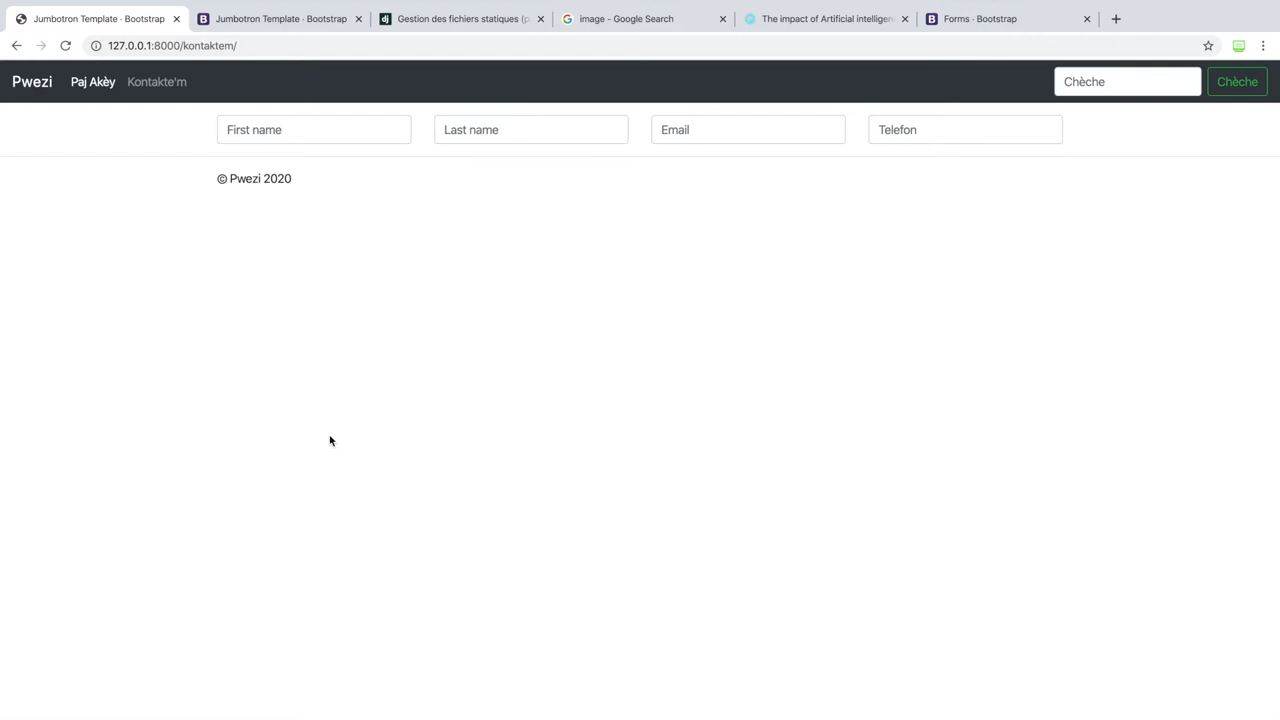 Jumbotron Template · Bootstrap
Jumbotron Template · Bootstrap
dj Gestion des fichiers statiques (p
image - Google Search
The impact of Artificial intelligen
Forms · Bootstrap
127.0.0.1:8000/kontaktem/
Pwezi Paj Akèy Kontakte'm Chèche Chèche
First name Last name Email Telefon
© Pwezi 2020